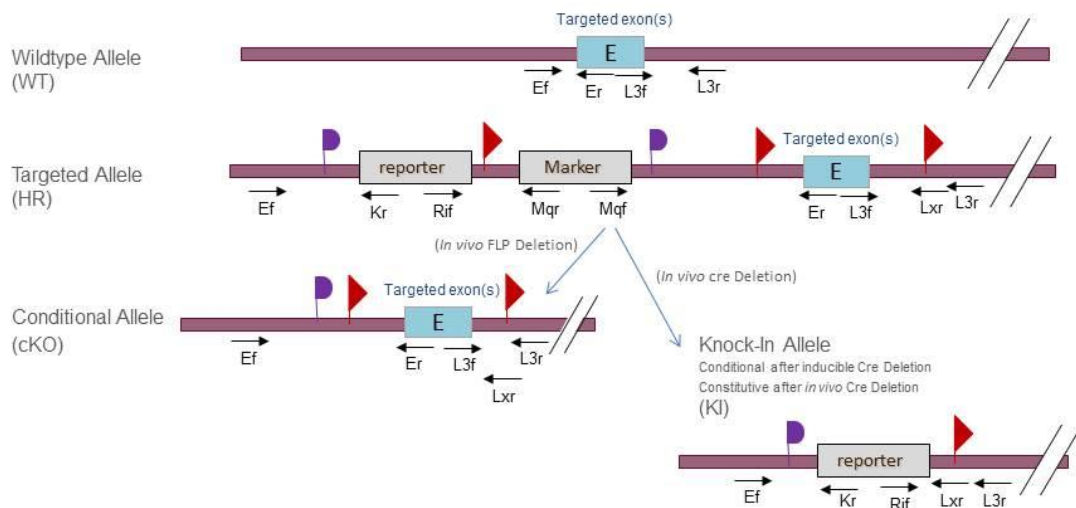 Targeted exon(s)
Wildtype Allele
(WT)
E
Ef
Er
L3f
L3r
Targeted exon(s)
Targeted Allele
(HR)
reporter
Marker
E
Ef
Kr
Rif
Mqr
Mqf
Er
L3f
Lxr
L3r
(In vivo FLP Deletion)
(In vivo cre Deletion)
Targeted exon(s)
Conditional Allele
(cKO)
E
Ef
Er
L3f
L3r
Lxr
Knock-In Allele
Conditional after inducible Cre Deletion
Constitutive after in vivo Cre Deletion
(KI)
reporter
Ef
Kr
Rif
Lxr
L3r